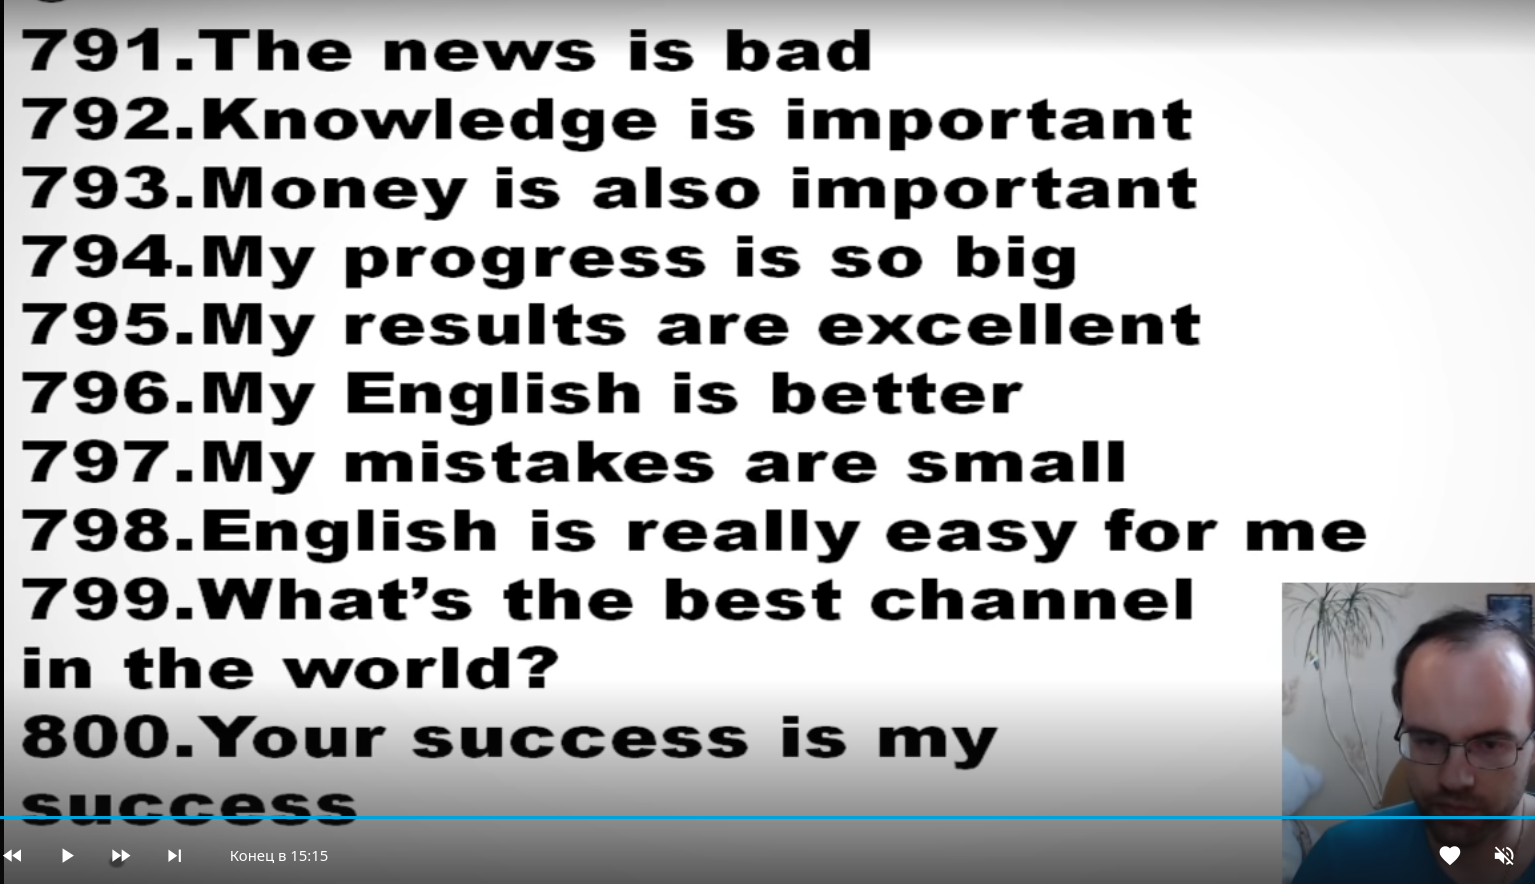 791.The news is bad
792.Knowledge is important
793.Money is also important
794.My progress is so big
795.My results are excellent
796.My English is better
797.My mistakes are small
798.English is really easy for me
799.What’s the best channel
in the world?
800.Your success is my
success
Конец в 15:15